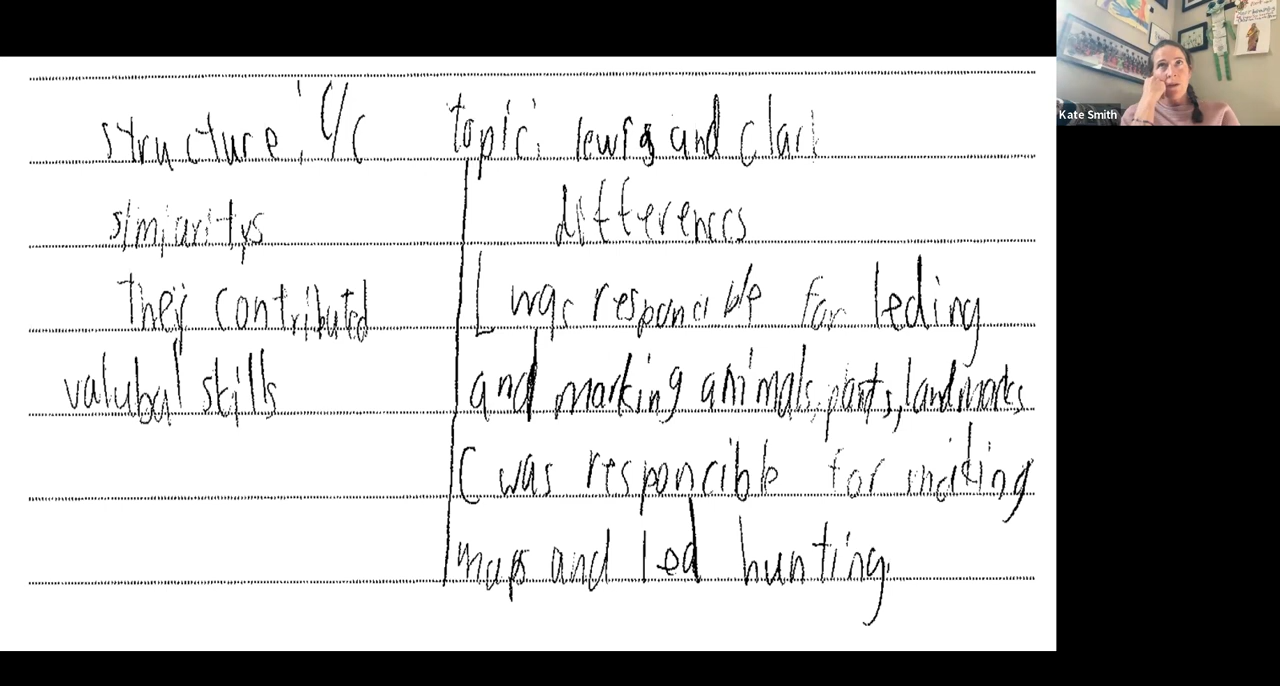 structure: C/C topic: lewis and clark
similaritys differences
They contributed L was responcible for leding
valubal skills and marking animals, plants, landmarks
C was responcible for making
maps and led hunting.
Kate Smith